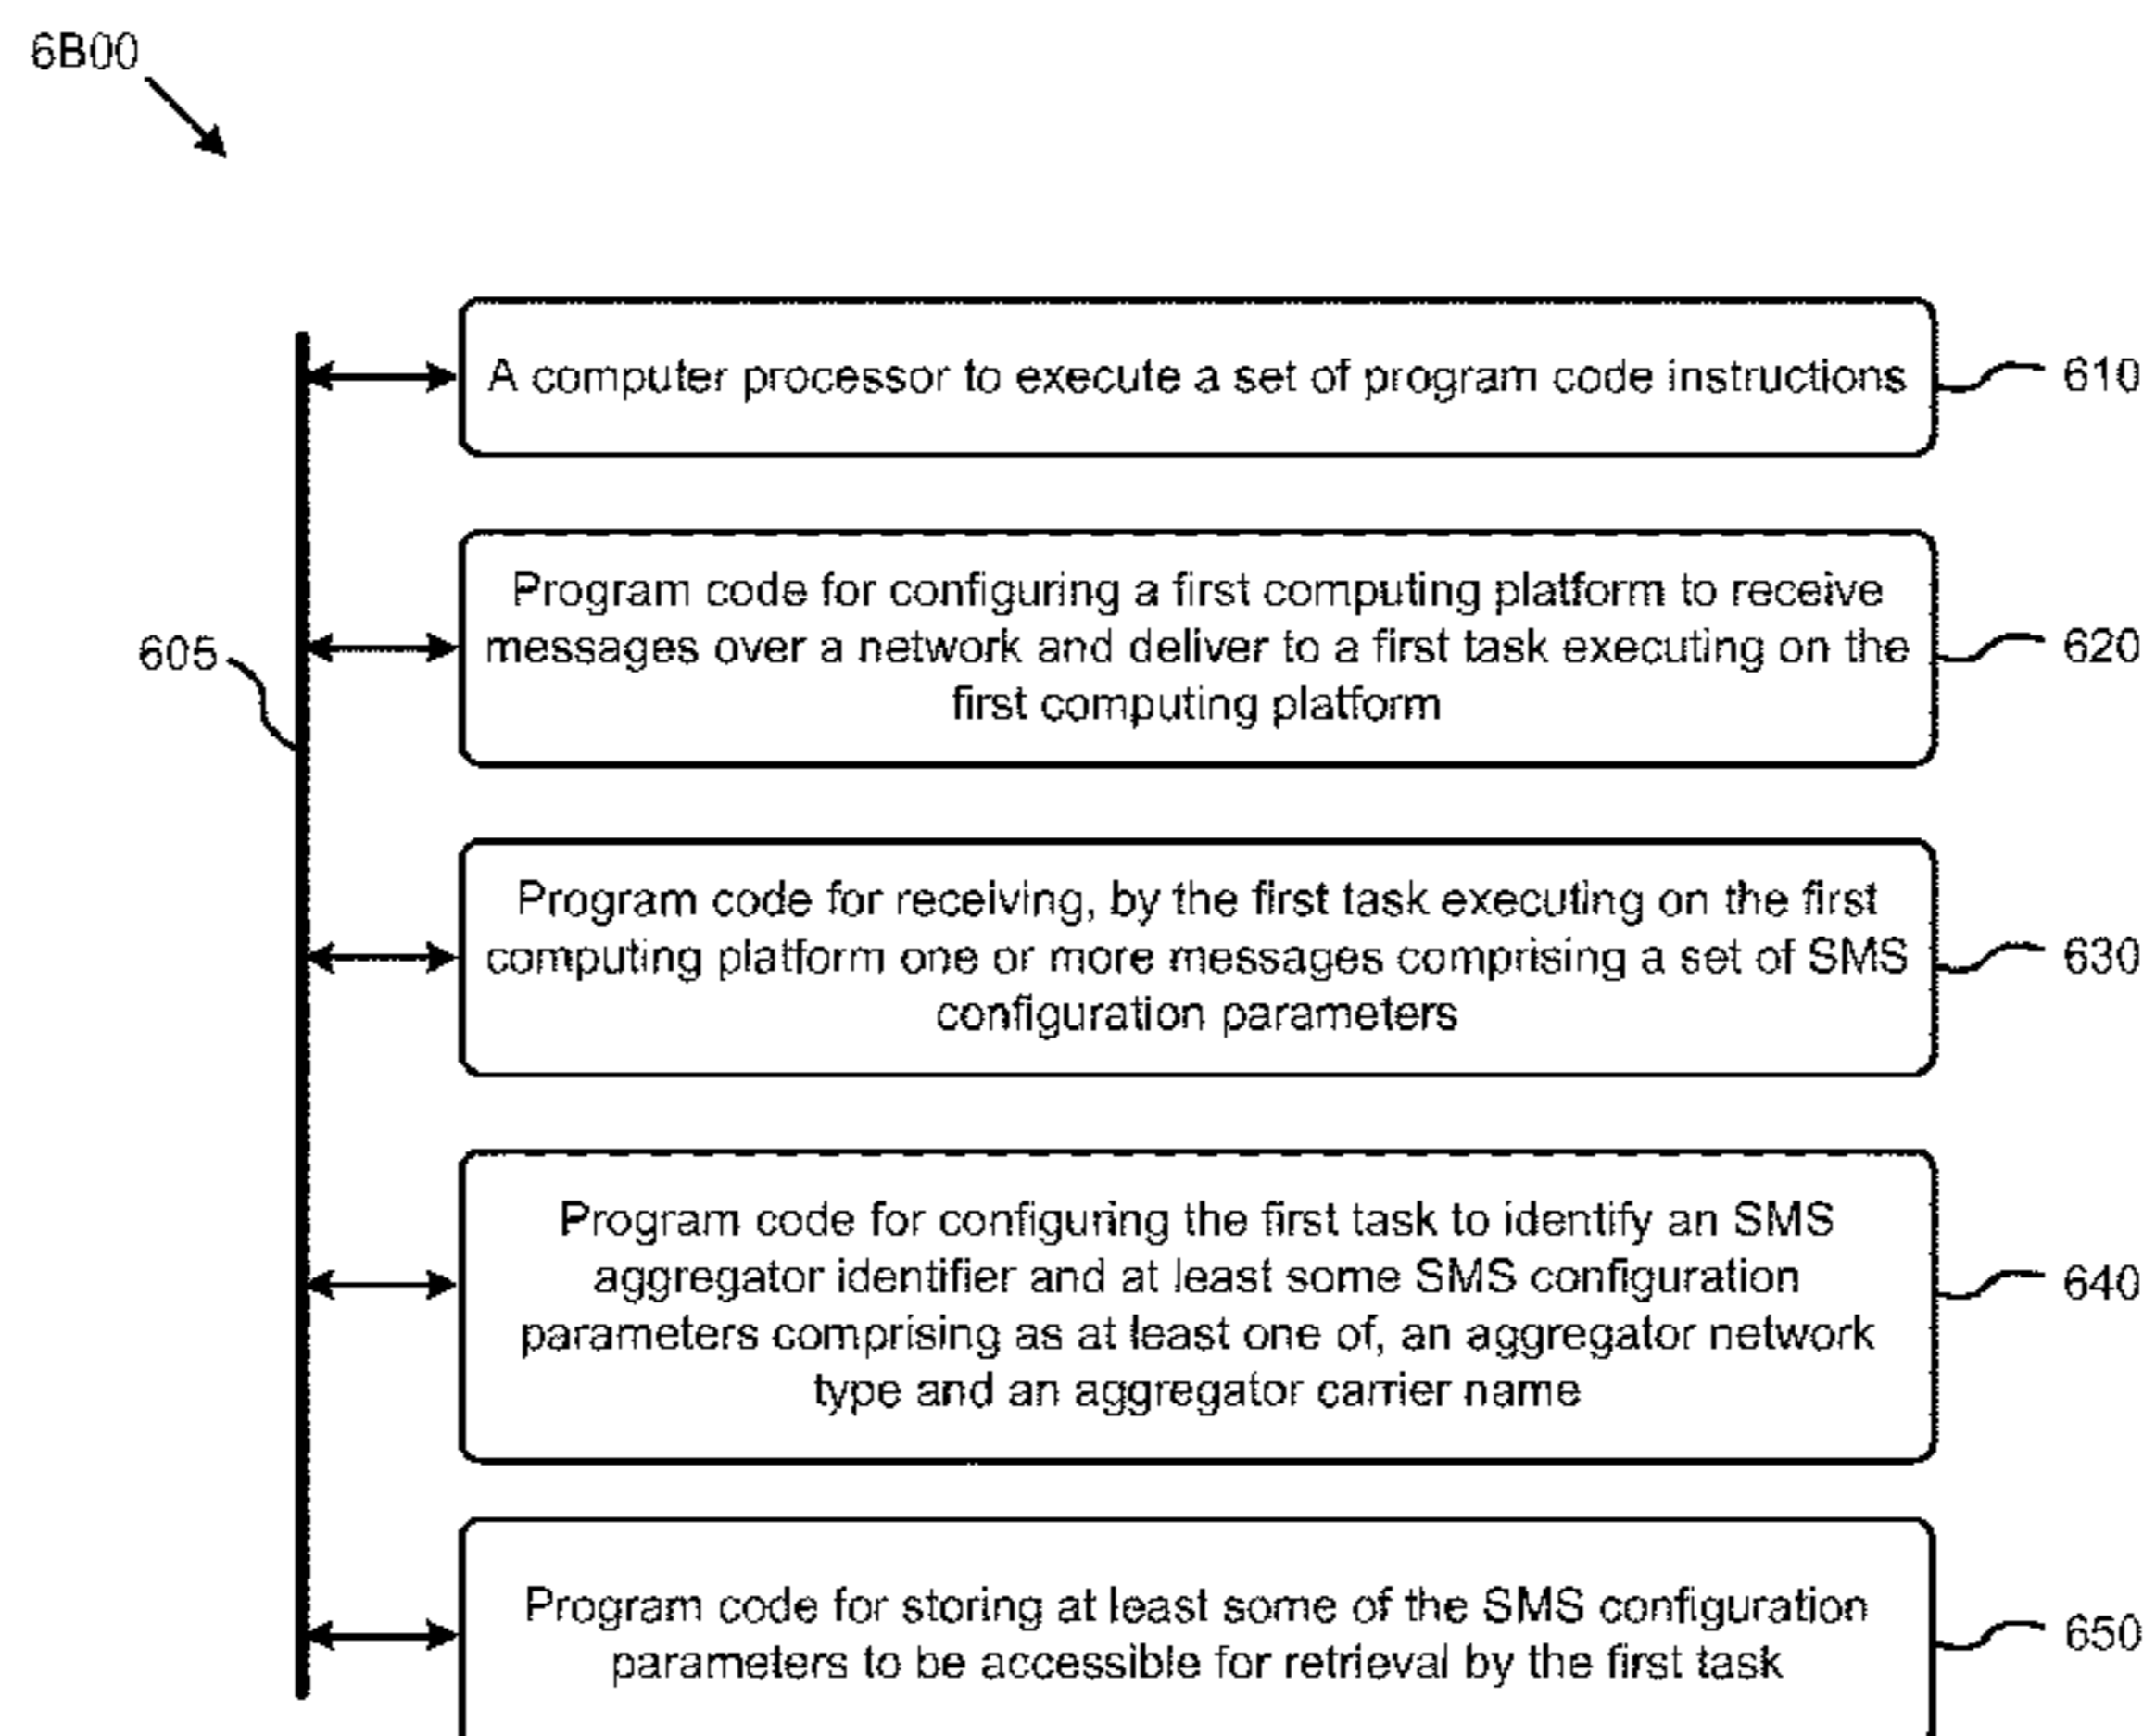 6B00
A computer processor to execute a set of program code instructions
610
Program code for configuring a first computing platform to receive
messages over a network and deliver to a first task executing on the
first computing platform
620
605
Program code for receiving, by the first task executing on the first
computing platform one or more messages comprising a set of SMS
configuration parameters
630
Program code for configuring the first task to identify an SMS
aggregator identifier and at least some SMS configuration
parameters comprising as at least one of, an aggregator network
type and an aggregator carrier name
640
Program code for storing at least some of the SMS configuration
parameters to be accessible for retrieval by the first task
650